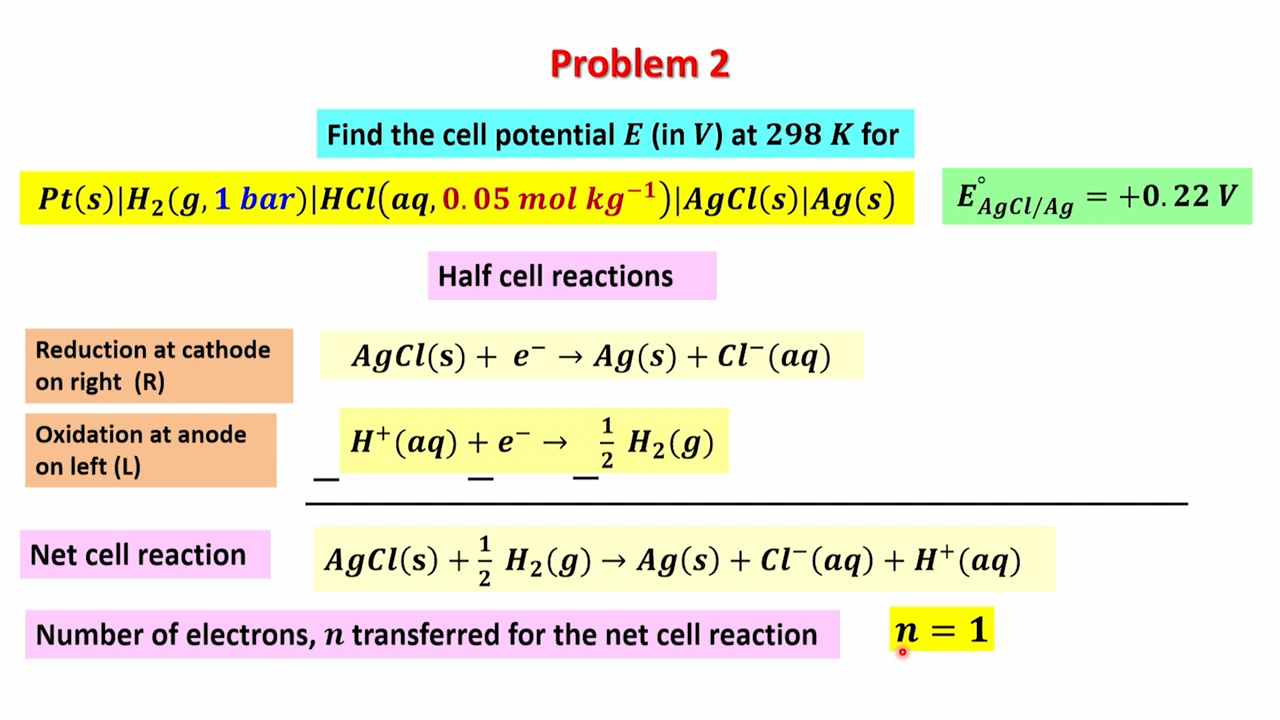 Problem 2
Find the cell potential E (in V) at 298 K for
Pt(s)|H₂(g, 1 bar)|HCl(aq, 0.05 mol kg⁻¹)|AgCl(s)|Ag(s)
E°AgCl/Ag = +0.22 V
Half cell reactions
Reduction at cathode
on right (R)
AgCl(s) + e⁻ → Ag(s) + Cl⁻(aq)
Oxidation at anode
on left (L)
H⁺(aq) + e⁻ → ½ H₂(g)
— — —
Net cell reaction
AgCl(s) + ½ H₂(g) → Ag(s) + Cl⁻(aq) + H⁺(aq)
Number of electrons, n transferred for the net cell reaction
n = 1